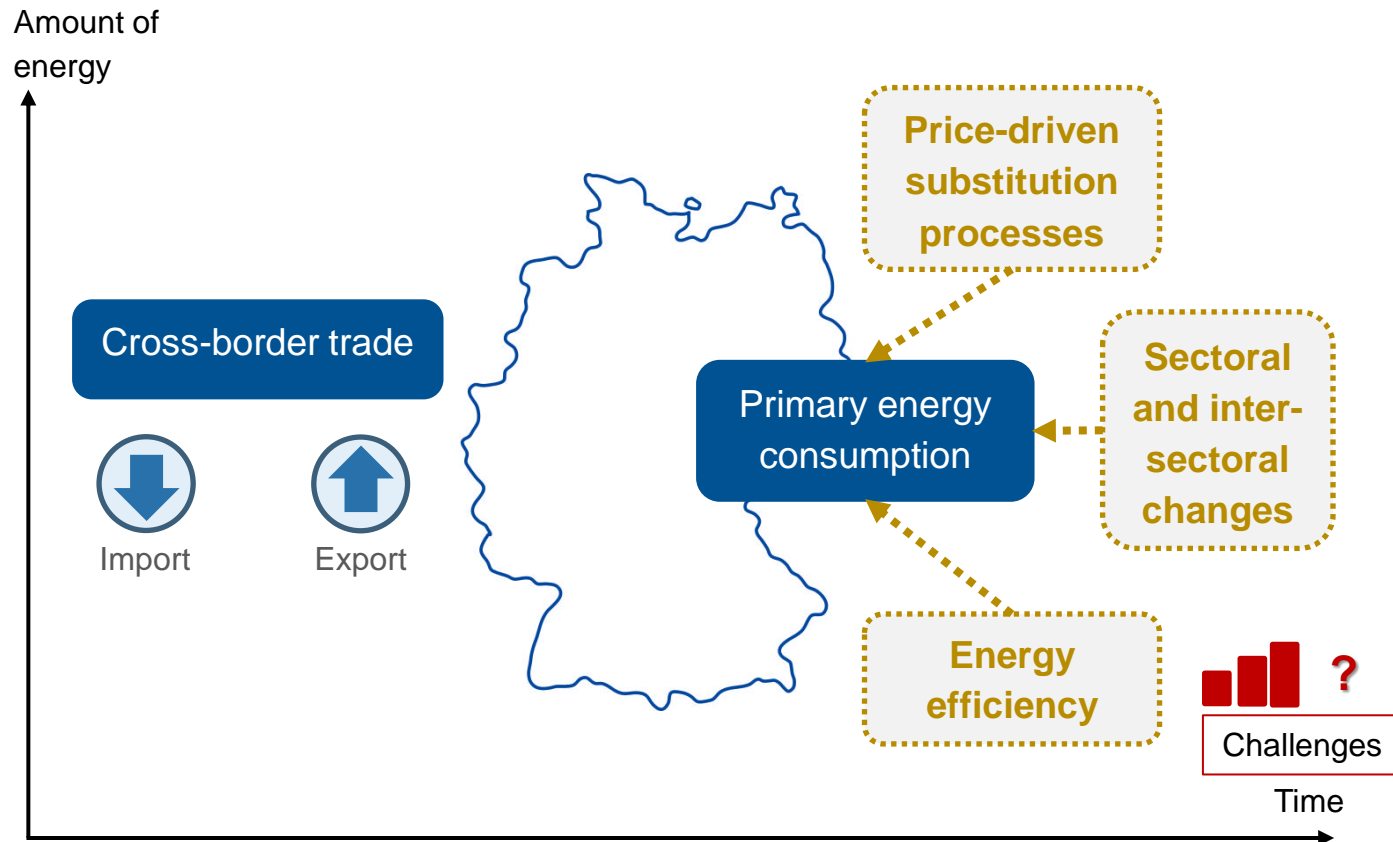 Amount of
energy
Price-driven
substitution
processes
Cross-border trade
Import
Export
Primary energy
consumption
Sectoral
and inter-
sectoral
changes
Energy
efficiency
?
Challenges
Time